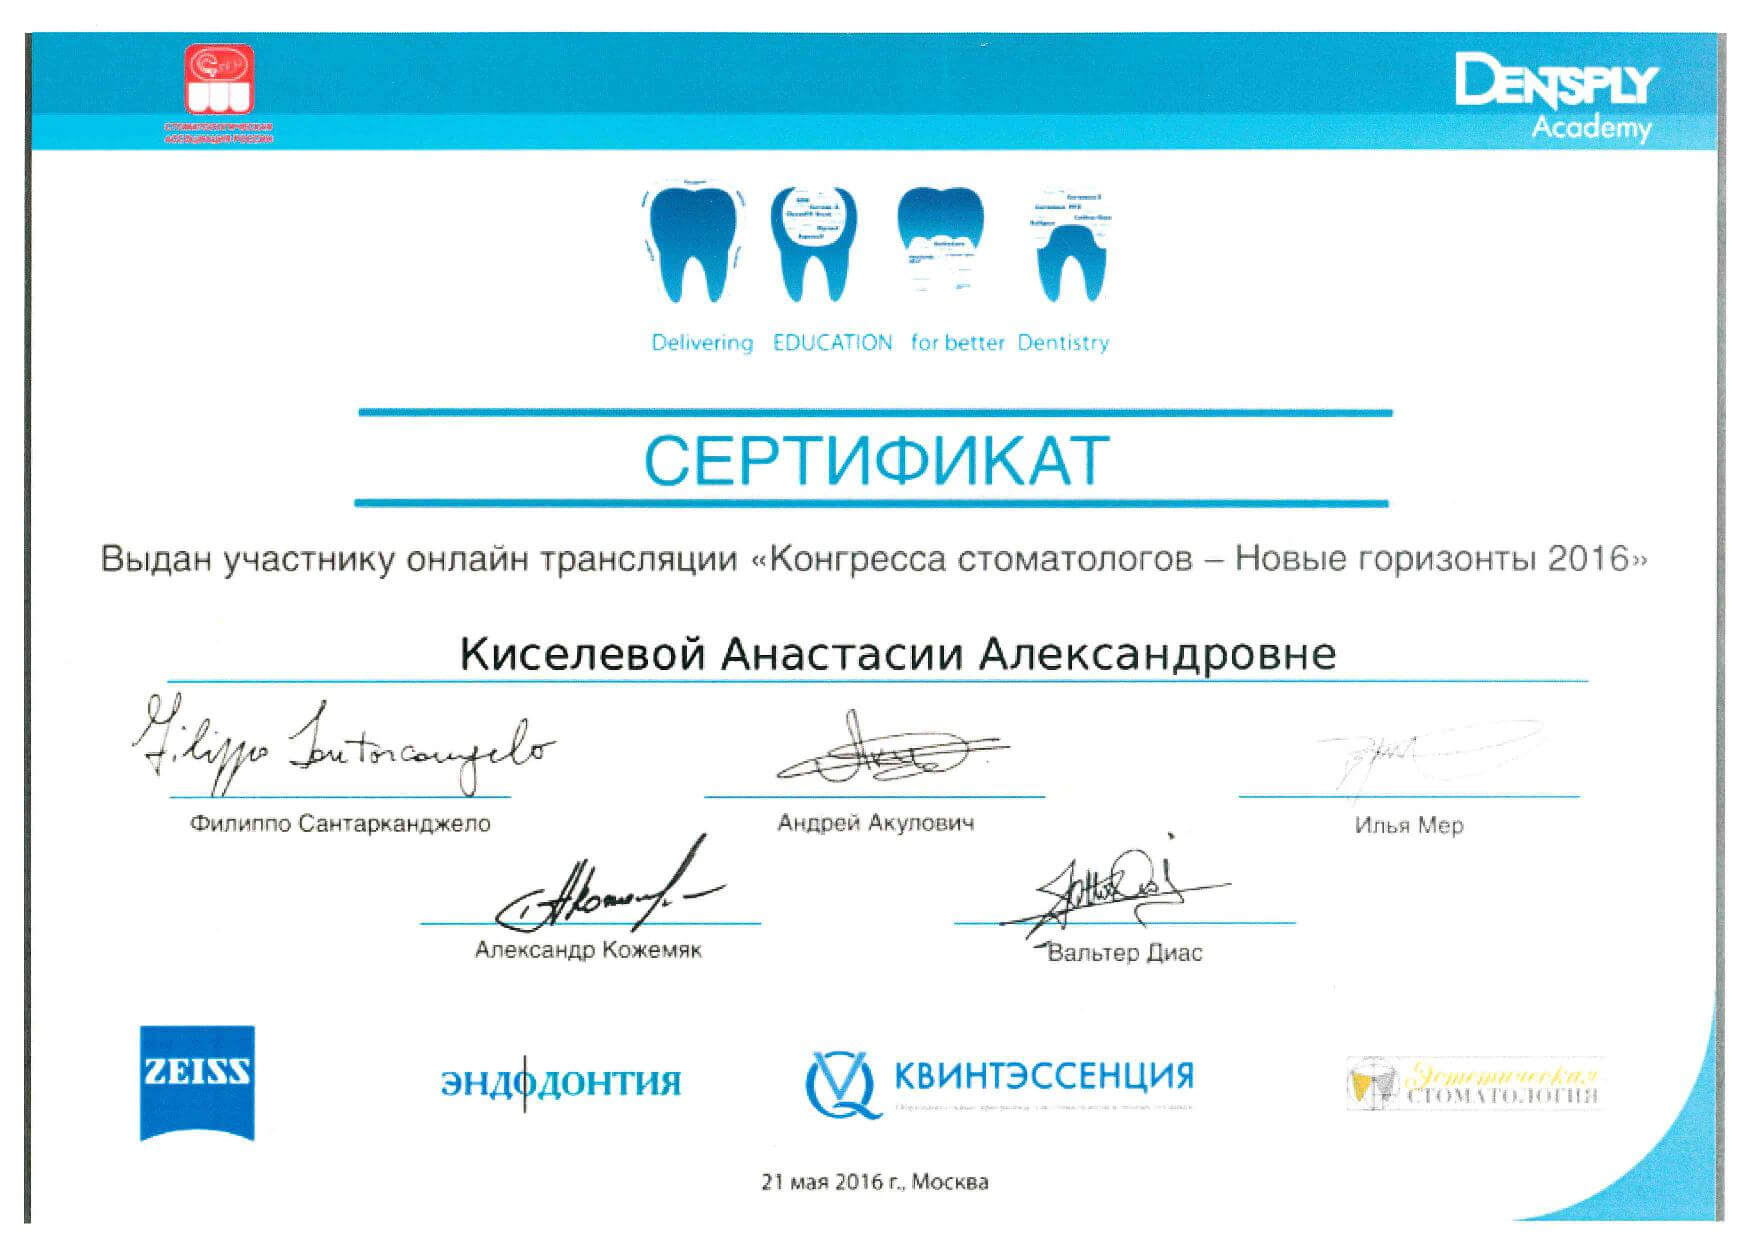 СТОМАТОЛОГИЧЕСКАЯ
АССОЦИАЦИЯ РОССИИ
DENTSPLY
Academy
Delivering EDUCATION for better Dentistry
СЕРТИФИКАТ
Выдан участнику онлайн трансляции «Конгресса стоматологов – Новые горизонты 2016»
Киселевой Анастасии Александровне
Filippo Santarcangelo
Филиппо Сантарканджело
Андрей Акулович
Илья Мер
Александр Кожемяк
Вальтер Диас
ZEISS
ЭНДОДОНТИЯ
КВИНТЭССЕНЦИЯ
Эстетическая
СТОМАТОЛОГИЯ
21 мая 2016 г., Москва